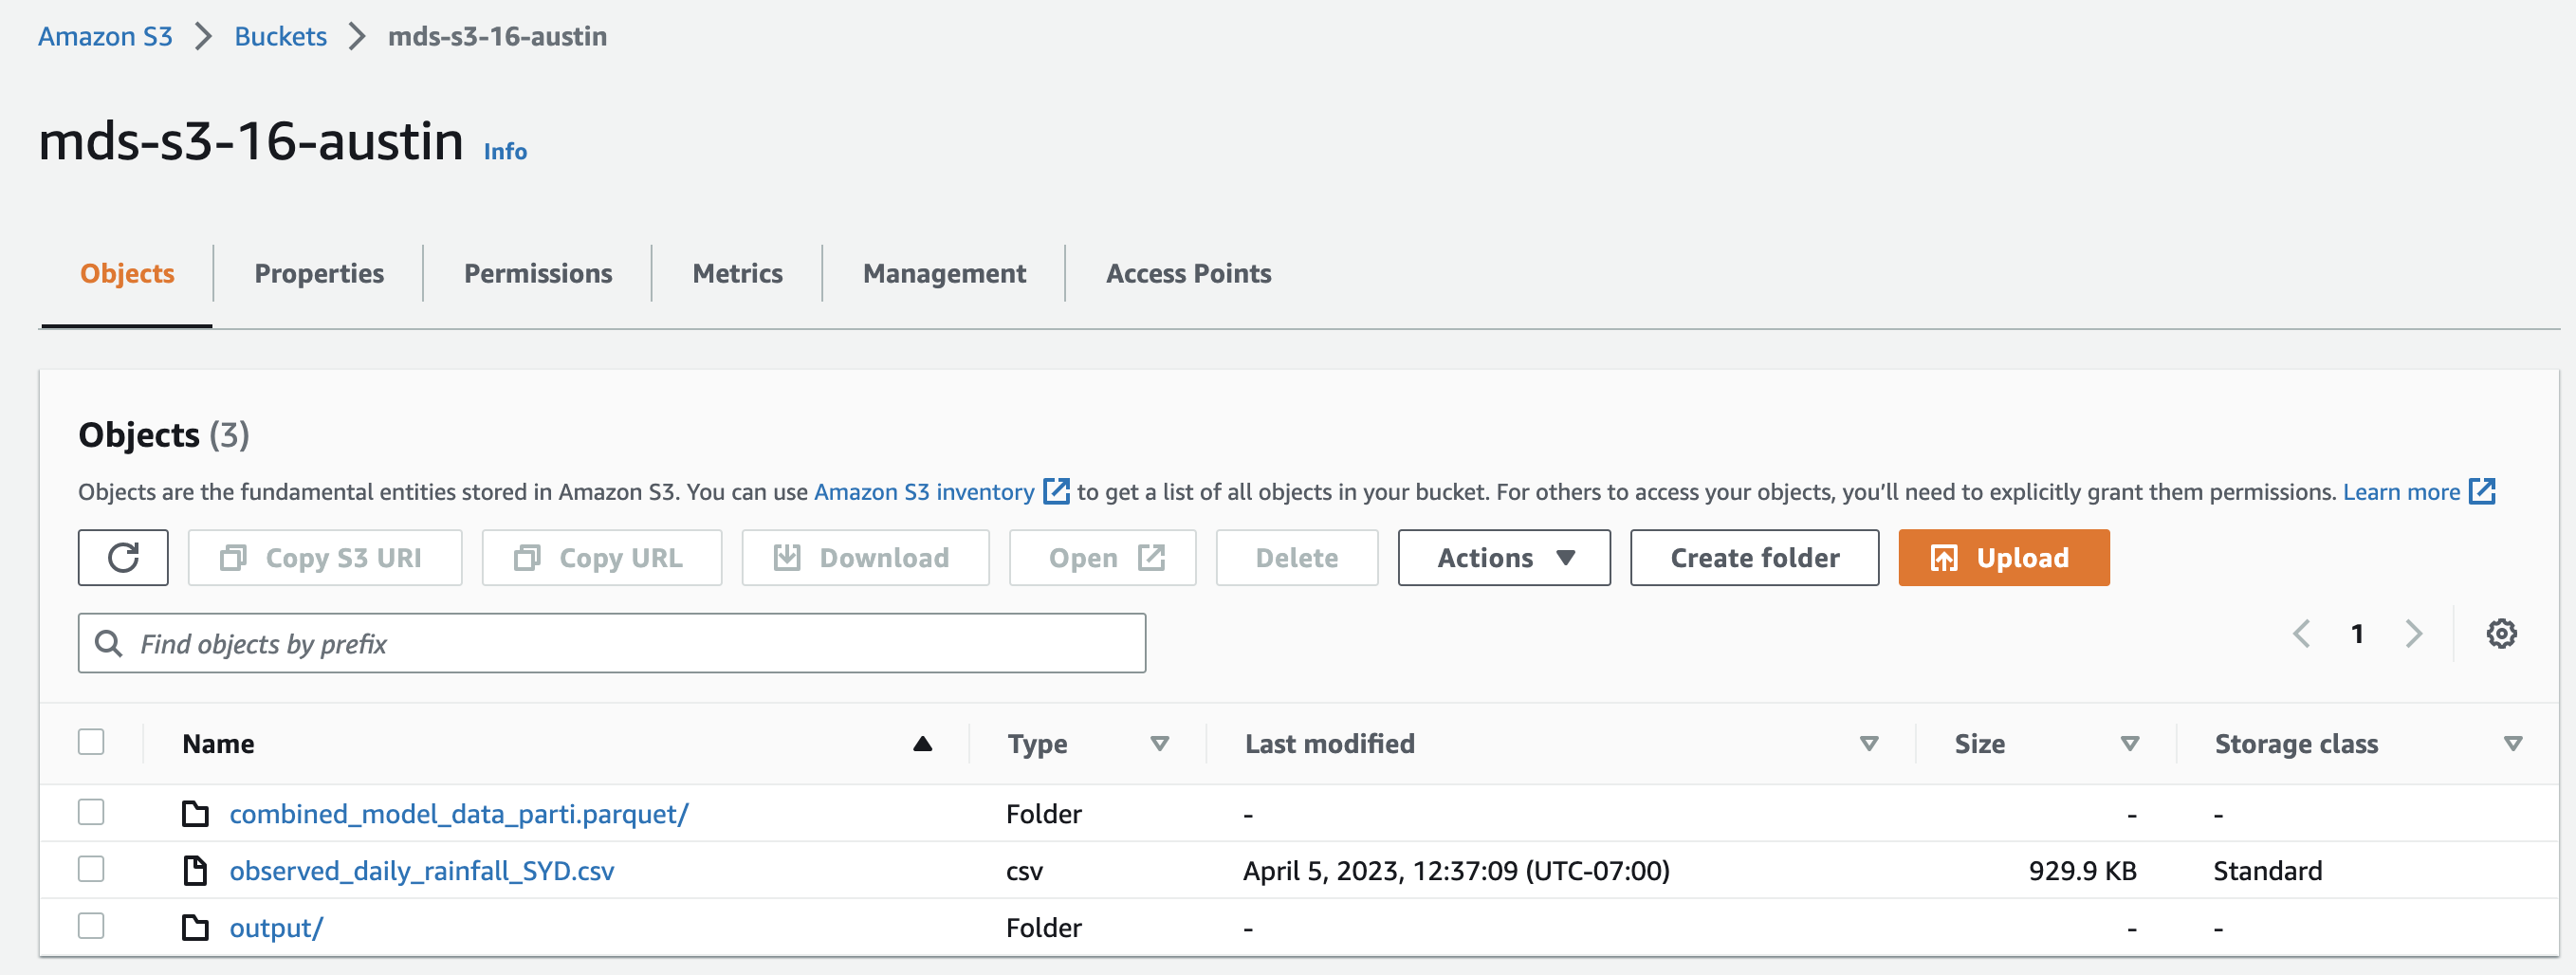 Amazon S3 > Buckets > mds-s3-16-austin
mds-s3-16-austin Info
Objects Properties Permissions Metrics Management Access Points
Objects (3)
Objects are the fundamental entities stored in Amazon S3. You can use Amazon S3 inventory to get a list of all objects in your bucket. For others to access your objects, you’ll need to explicitly grant them permissions. Learn more
Copy S3 URI Copy URL Download Open Delete Actions Create folder Upload
Find objects by prefix 1
Name Type Last modified Size Storage class
combined_model_data_parti.parquet/ Folder - - -
observed_daily_rainfall_SYD.csv csv April 5, 2023, 12:37:09 (UTC-07:00) 929.9 KB Standard
output/ Folder - - -